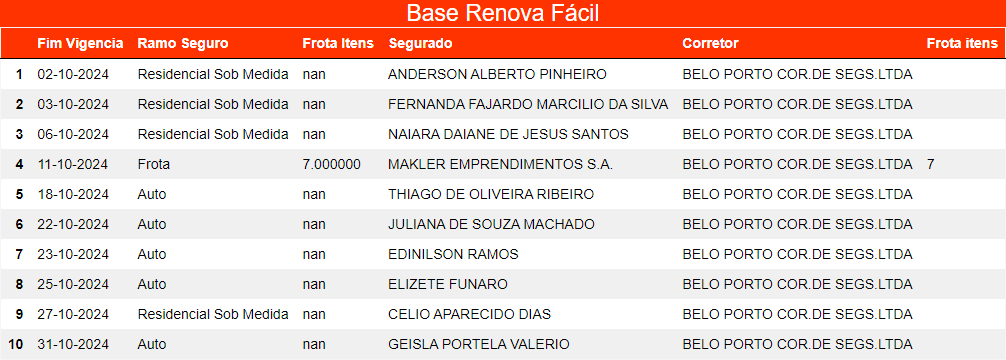 Base Renova Fácil
Fim Vigencia Ramo Seguro Frota Itens Segurado Corretor Frota itens
1 02-10-2024 Residencial Sob Medida nan ANDERSON ALBERTO PINHEIRO BELO PORTO COR.DE SEGS.LTDA
2 03-10-2024 Residencial Sob Medida nan FERNANDA FAJARDO MARCILIO DA SILVA BELO PORTO COR.DE SEGS.LTDA
3 06-10-2024 Residencial Sob Medida nan NAIARA DAIANE DE JESUS SANTOS BELO PORTO COR.DE SEGS.LTDA
4 11-10-2024 Frota 7.000000 MAKLER EMPRENDIMENTOS S.A. BELO PORTO COR.DE SEGS.LTDA 7
5 18-10-2024 Auto nan THIAGO DE OLIVEIRA RIBEIRO BELO PORTO COR.DE SEGS.LTDA
6 22-10-2024 Auto nan JULIANA DE SOUZA MACHADO BELO PORTO COR.DE SEGS.LTDA
7 23-10-2024 Auto nan EDINILSON RAMOS BELO PORTO COR.DE SEGS.LTDA
8 25-10-2024 Auto nan ELIZETE FUNARO BELO PORTO COR.DE SEGS.LTDA
9 27-10-2024 Residencial Sob Medida nan CELIO APARECIDO DIAS BELO PORTO COR.DE SEGS.LTDA
10 31-10-2024 Auto nan GEISLA PORTELA VALERIO BELO PORTO COR.DE SEGS.LTDA